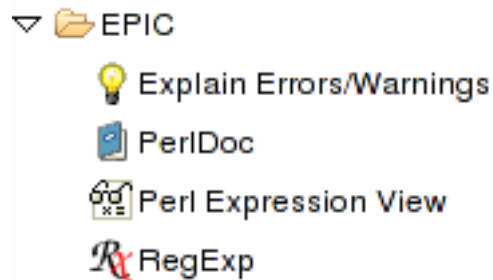 EPIC
Explain Errors/Warnings
PerlDoc
Perl Expression View
RegExp